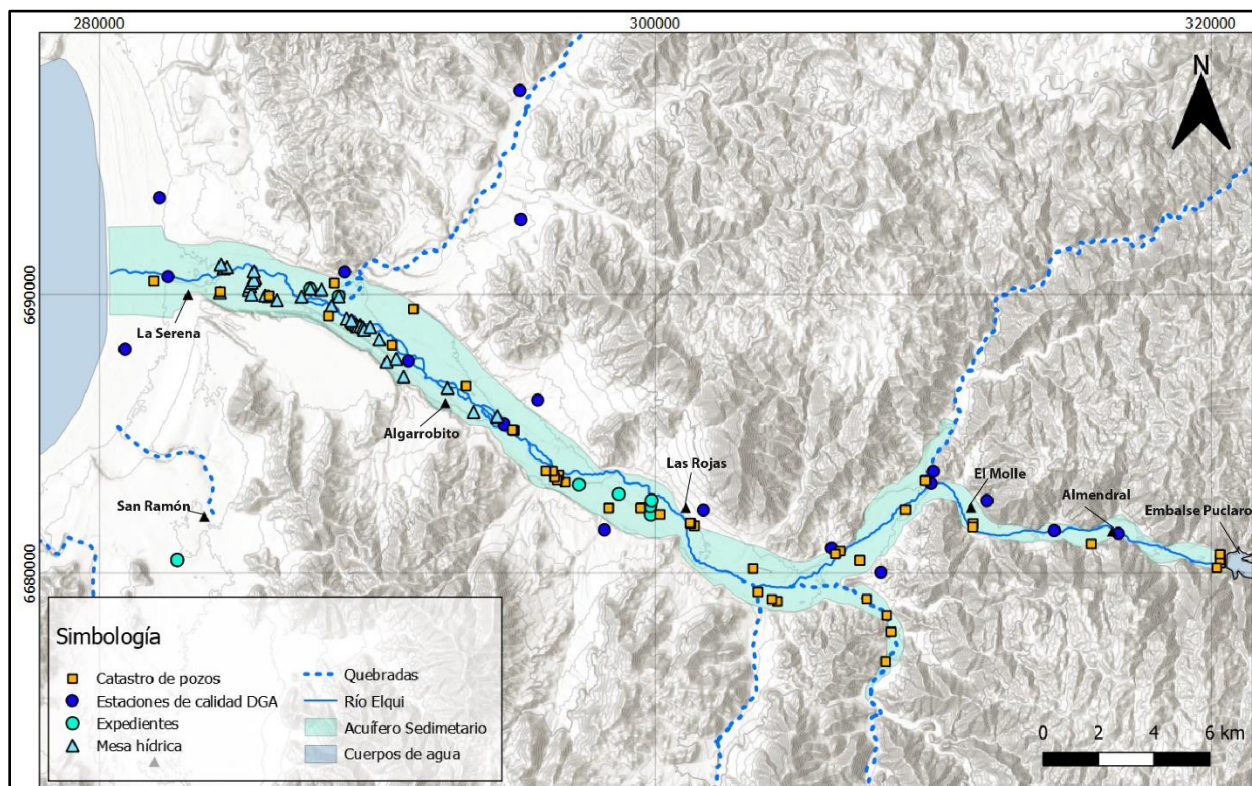 280000
300000
320000
N
6690000
La Serena
Algarrobito
Las Rojas
El Molle
San Ramón
Almendral
Embalse Puclaro
6680000
Simbología
Catastro de pozos
Estaciones de calidad DGA
Expedientes
Mesa hídrica
Quebradas
Río Elqui
Acuífero Sedimetario
Cuerpos de agua
0 2 4 6 km